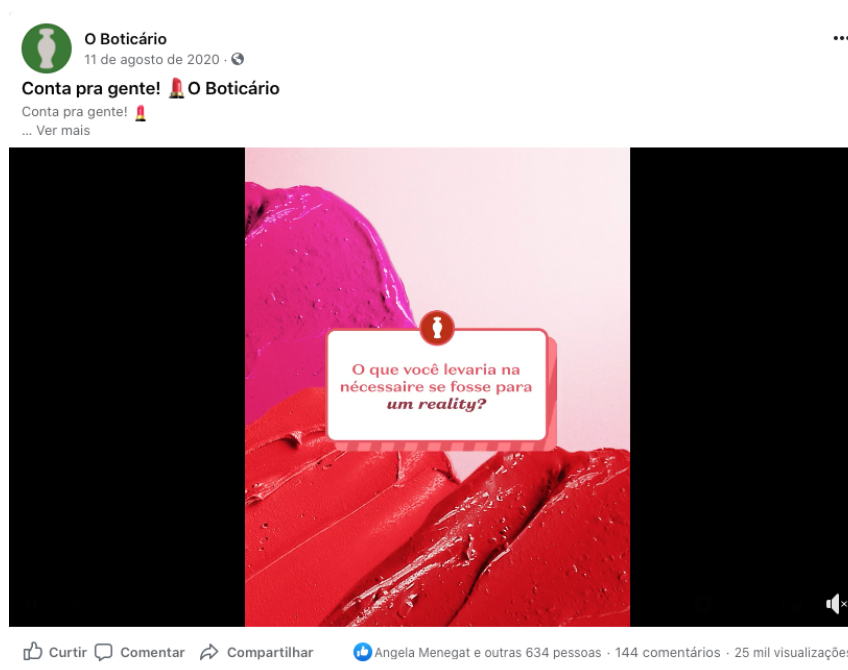 O Boticário
11 de agosto de 2020 ·
Conta pra gente! 💄O Boticário
Conta pra gente! 💄
... Ver mais
O que você levaria na
nécessaire se fosse para
um reality?
Curtir Comentar Compartilhar Angela Menegat e outras 634 pessoas · 144 comentários · 25 mil visualizações